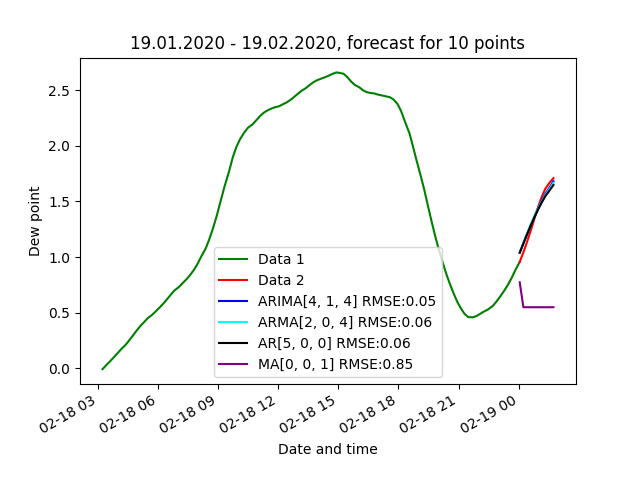 19.01.2020 - 19.02.2020, forecast for 10 points
2.5
2.0
1.5
1.0
0.5
0.0
Dew point
Data 1
Data 2
ARIMA[4, 1, 4] RMSE:0.05
ARMA[2, 0, 4] RMSE:0.06
AR[5, 0, 0] RMSE:0.06
MA[0, 0, 1] RMSE:0.85
02-18 03
02-18 06
02-18 09
02-18 12
02-18 15
02-18 18
02-18 21
02-19 00
Date and time